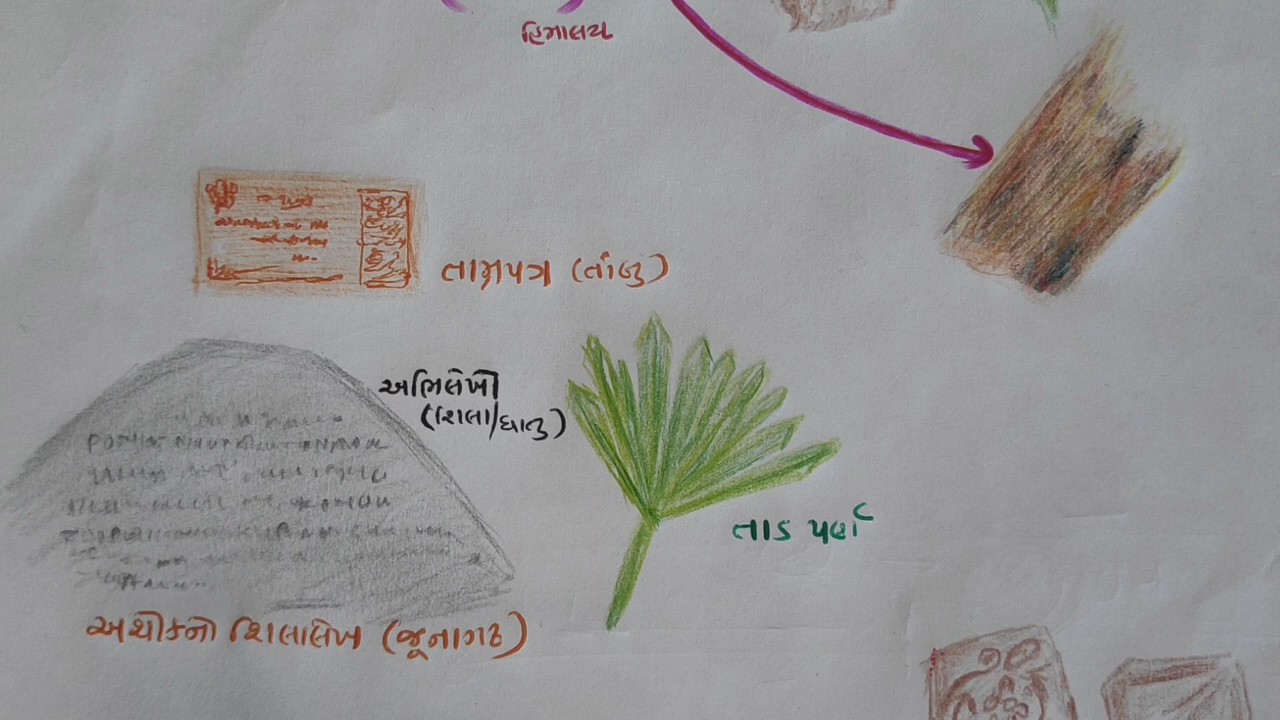 હિમાલય
તામ્રપત્ર (તાંબુ)
અભિલેખો
(શિલા/ધાતુ)
તાડ પર્ણ
અશોકનો શિલાલેખ (જૂનાગઢ)